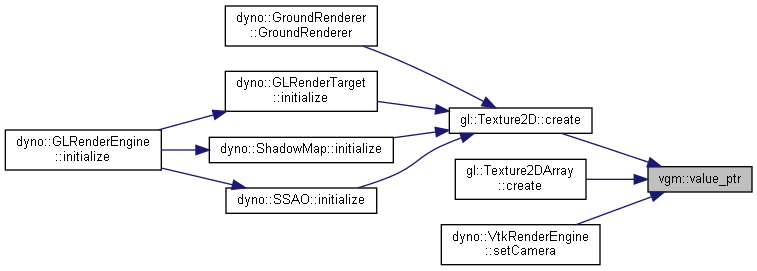 dyno::GroundRenderer
::GroundRenderer
dyno::GLRenderTarget
::initialize
gl::Texture2D::create
dyno::GLRenderEngine
::initialize
dyno::ShadowMap::initialize
gl::Texture2DArray
::create
vgm::value_ptr
dyno::SSAO::initialize
dyno::VtkRenderEngine
::setCamera